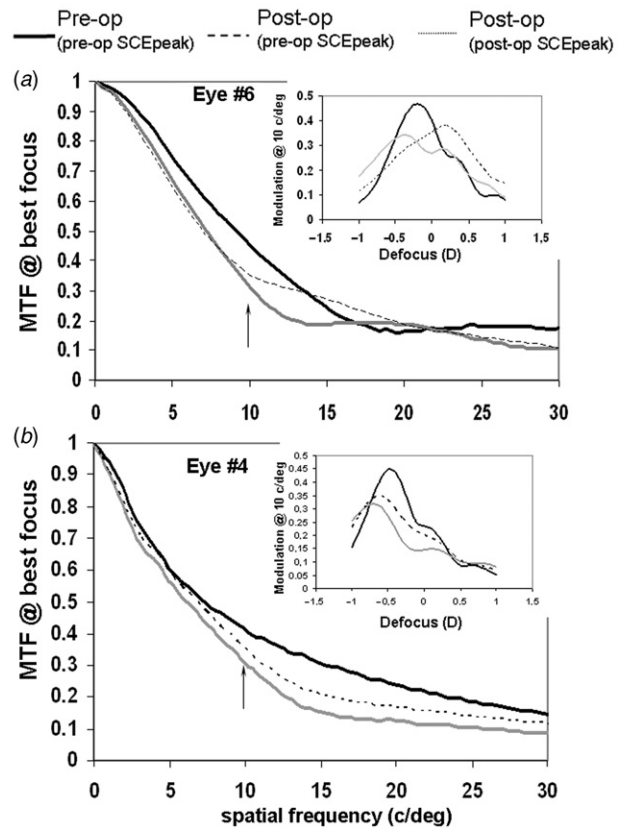 Pre-op Post-op Post-op
(pre-op SCEpeak) (pre-op SCEpeak) (post-op SCEpeak)
(a)
Eye #6
MTF @ best focus
1
0.9
0.8
0.7
0.6
0.5
0.4
0.3
0.2
0.1
0
0 5 10 15 20 25 30
Modulation @ 10 c/deg
0.5
0.4
0.3
0.2
0.1
0
−1.5 −1 −0.5 0 0.5 1 1.5
Defocus (D)
(b)
Eye #4
MTF @ best focus
1
0.9
0.8
0.7
0.6
0.5
0.4
0.3
0.2
0.1
0
0 5 10 15 20 25 30
spatial frequency (c/deg)
Modulation @ 10 c/deg
0.5
0.45
0.4
0.35
0.3
0.25
0.2
0.15
0.1
0.05
0
-1.5 -1 -0.5 0 0.5 1 1.5
Defocus (D)